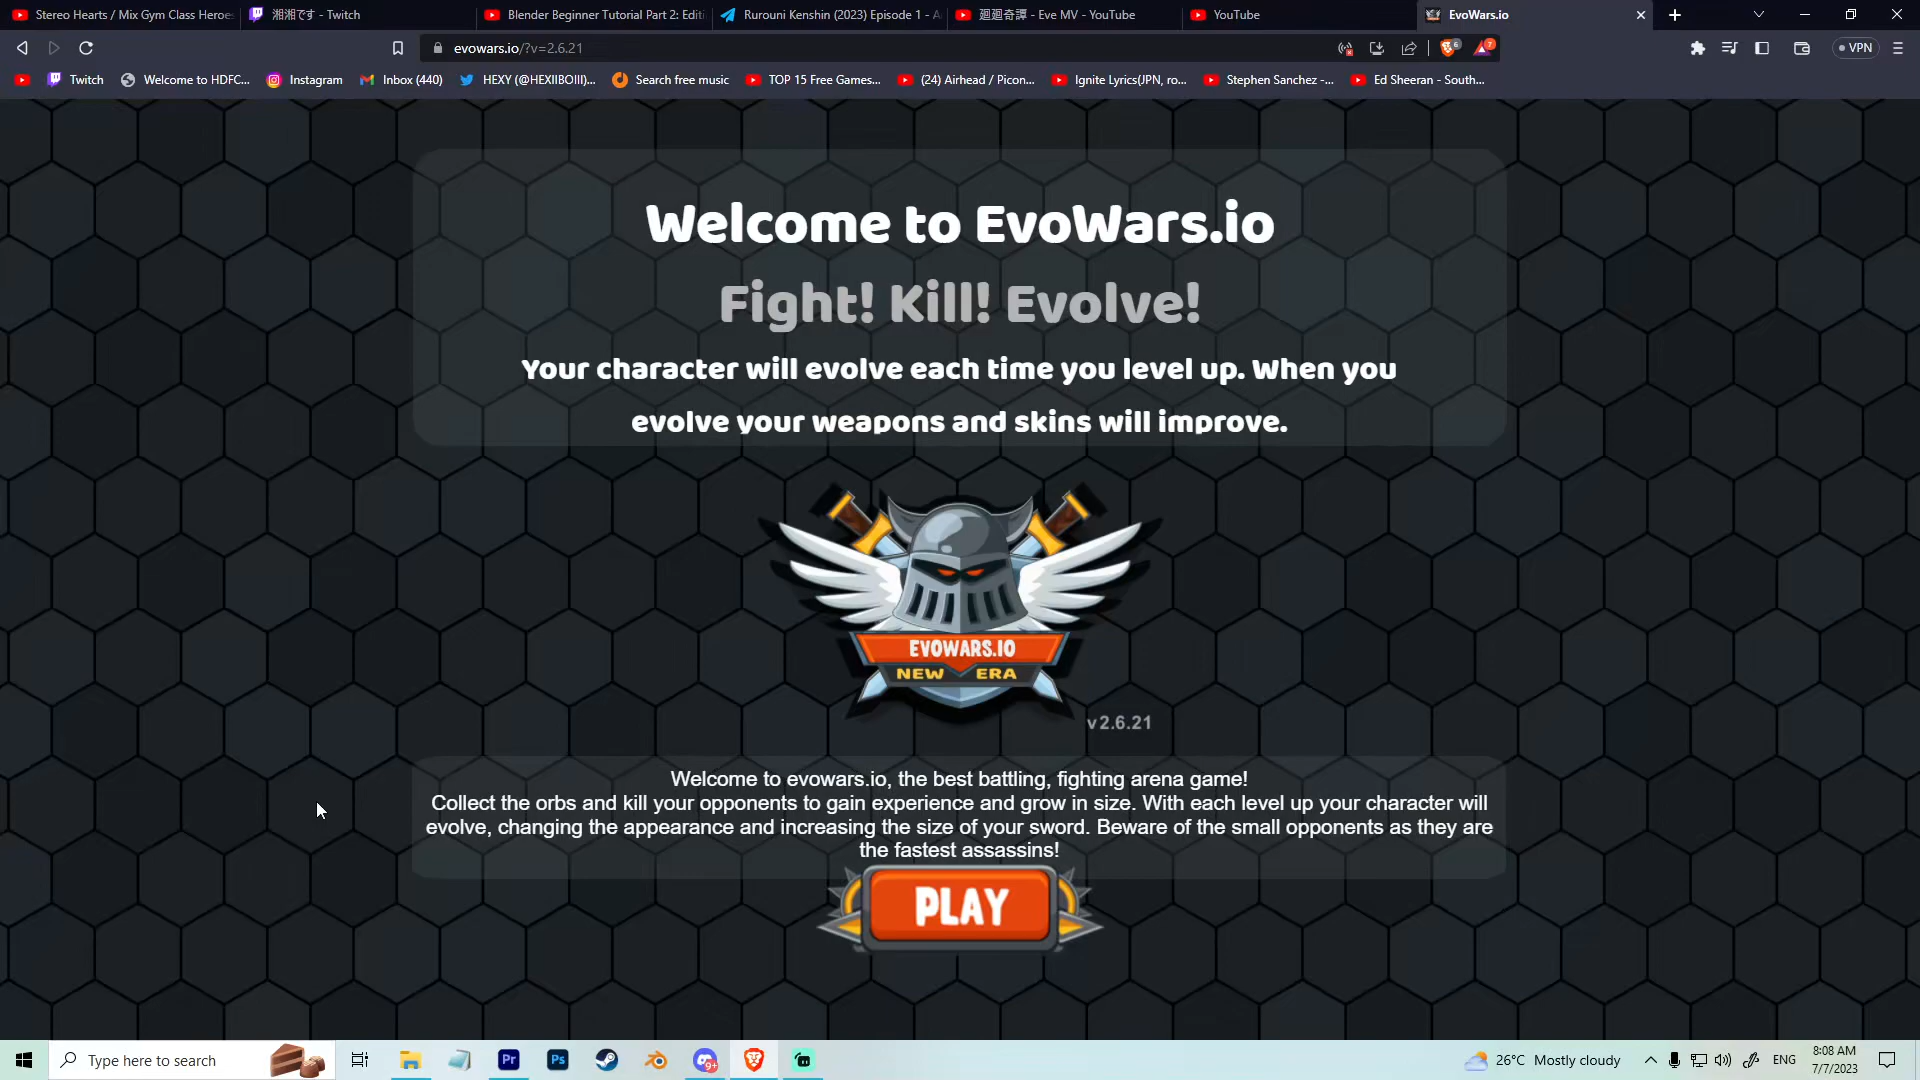 Stereo Hearts / Mix Gym Class Heroes
湘湘です - Twitch
Blender Beginner Tutorial Part 2: Editi
Rurouni Kenshin (2023) Episode 1 - A
廻廻奇譚 - Eve MV - YouTube
YouTube
EvoWars.io
evowars.io/?v=2.6.21
6
7
VPN
Twitch
Welcome to HDFC...
Instagram
Inbox (440)
HEXY (@HEXIIBOIII)...
Search free music
TOP 15 Free Games...
(24) Airhead / Picon...
Ignite Lyrics(JPN, ro...
Stephen Sanchez -...
Ed Sheeran - South...
Welcome to EvoWars.io
Fight! Kill! Evolve!
Your character will evolve each time you level up. When you
evolve your weapons and skins will improve.
EVOWARS.IO
NEW ERA
v2.6.21
Welcome to evowars.io, the best battling, fighting arena game!
Collect the orbs and kill your opponents to gain experience and grow in size. With each level up your character will
evolve, changing the appearance and increasing the size of your sword. Beware of the small opponents as they are
the fastest assassins!
PLAY
Type here to search
Pr
Ps
9+
26°C Mostly cloudy
ENG
8:08 AM
7/7/2023